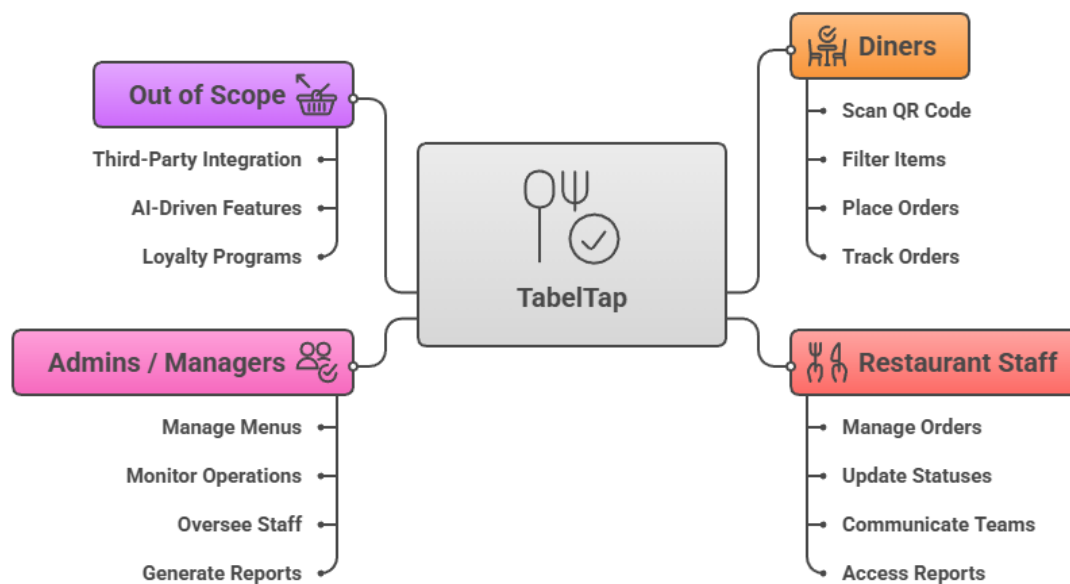 Out of Scope
Third-Party Integration
AI-Driven Features
Loyalty Programs
Admins / Managers
Manage Menus
Monitor Operations
Oversee Staff
Generate Reports
TabelTap
Diners
Scan QR Code
Filter Items
Place Orders
Track Orders
Restaurant Staff
Manage Orders
Update Statuses
Communicate Teams
Access Reports